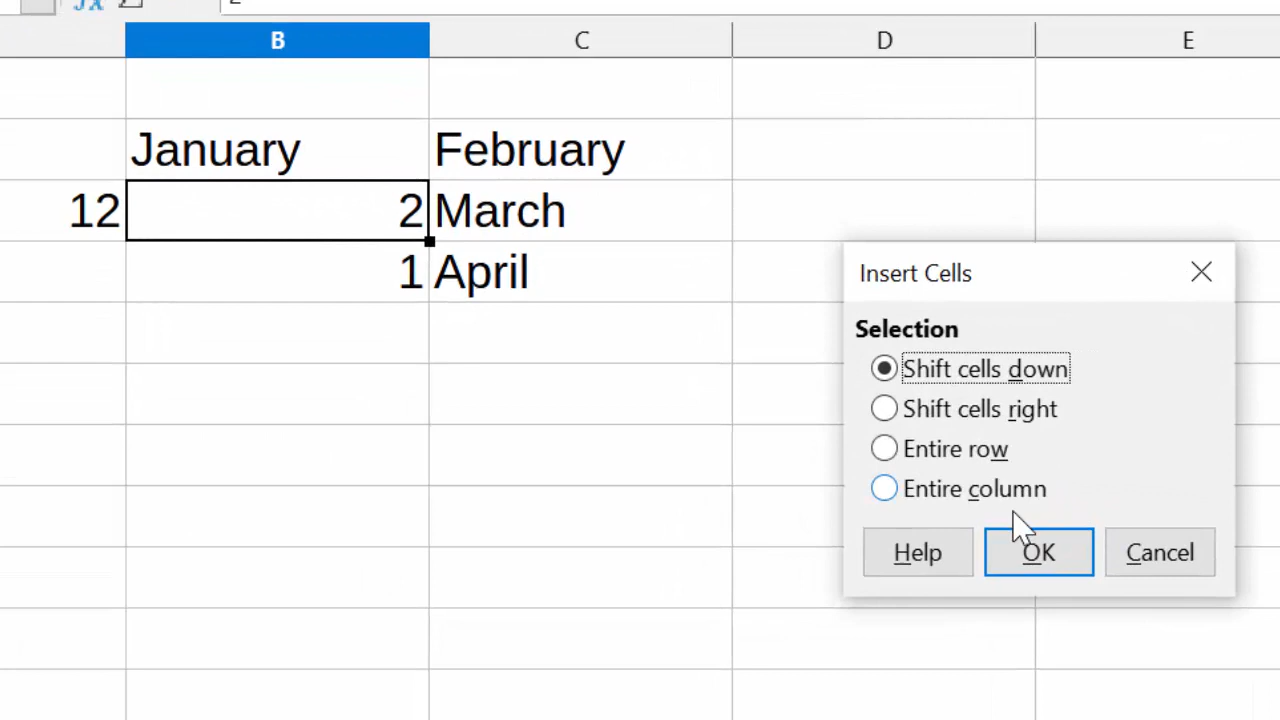 B C D E
January February
12 2 March
1 April
Insert Cells
Selection
Shift cells down
Shift cells right
Entire row
Entire column
Help OK Cancel